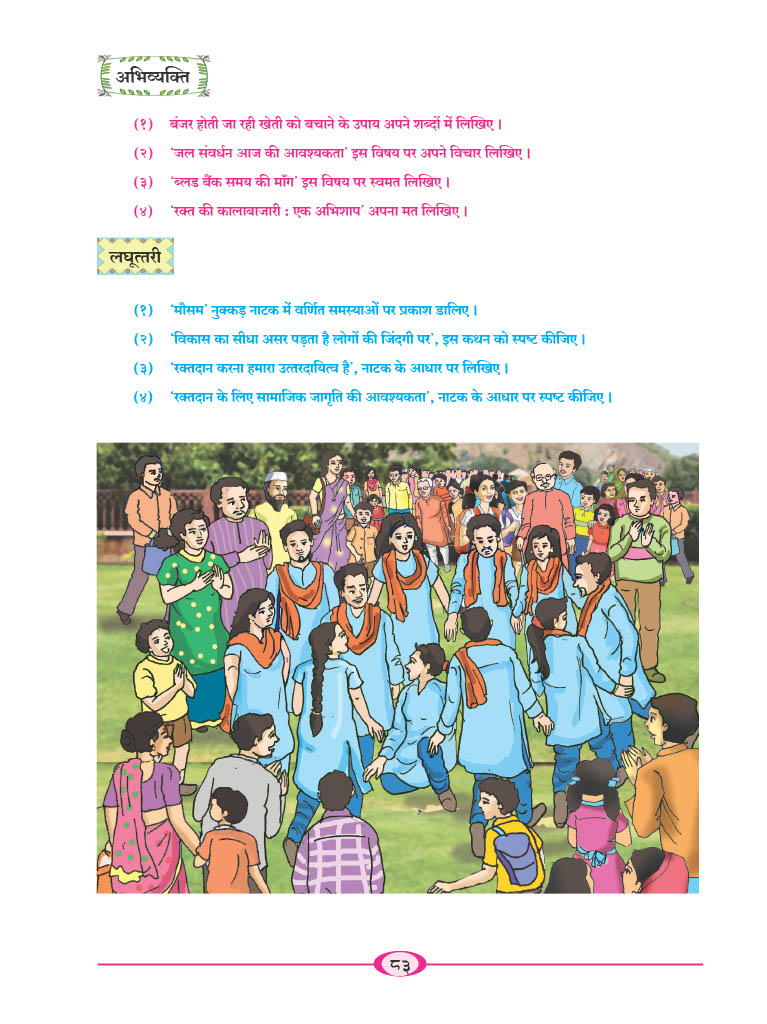 अभिव्यक्ति
(१) बंजर होती जा रही खेती को बचाने के उपाय अपने शब्दों में लिखिए ।
(२) ‘जल संवर्धन आज की आवश्यकता’ इस विषय पर अपने विचार लिखिए ।
(३) ‘ब्लड बैंक समय की माँग’ इस विषय पर स्वमत लिखिए ।
(४) ‘रक्त की कालाबाजारी : एक अभिशाप’ अपना मत लिखिए ।
लघूत्तरी
(१) ‘मौसम’ नुक्कड़ नाटक में वर्णित समस्याओं पर प्रकाश डालिए ।
(२) ‘विकास का सीधा असर पड़ता है लोगों की जिंदगी पर’, इस कथन को स्पष्ट कीजिए ।
(३) ‘रक्तदान करना हमारा उत्तरदायित्व है’, नाटक के आधार पर लिखिए ।
(४) ‘रक्तदान के लिए सामाजिक जागृति की आवश्यकता’, नाटक के आधार पर स्पष्ट कीजिए ।
८३